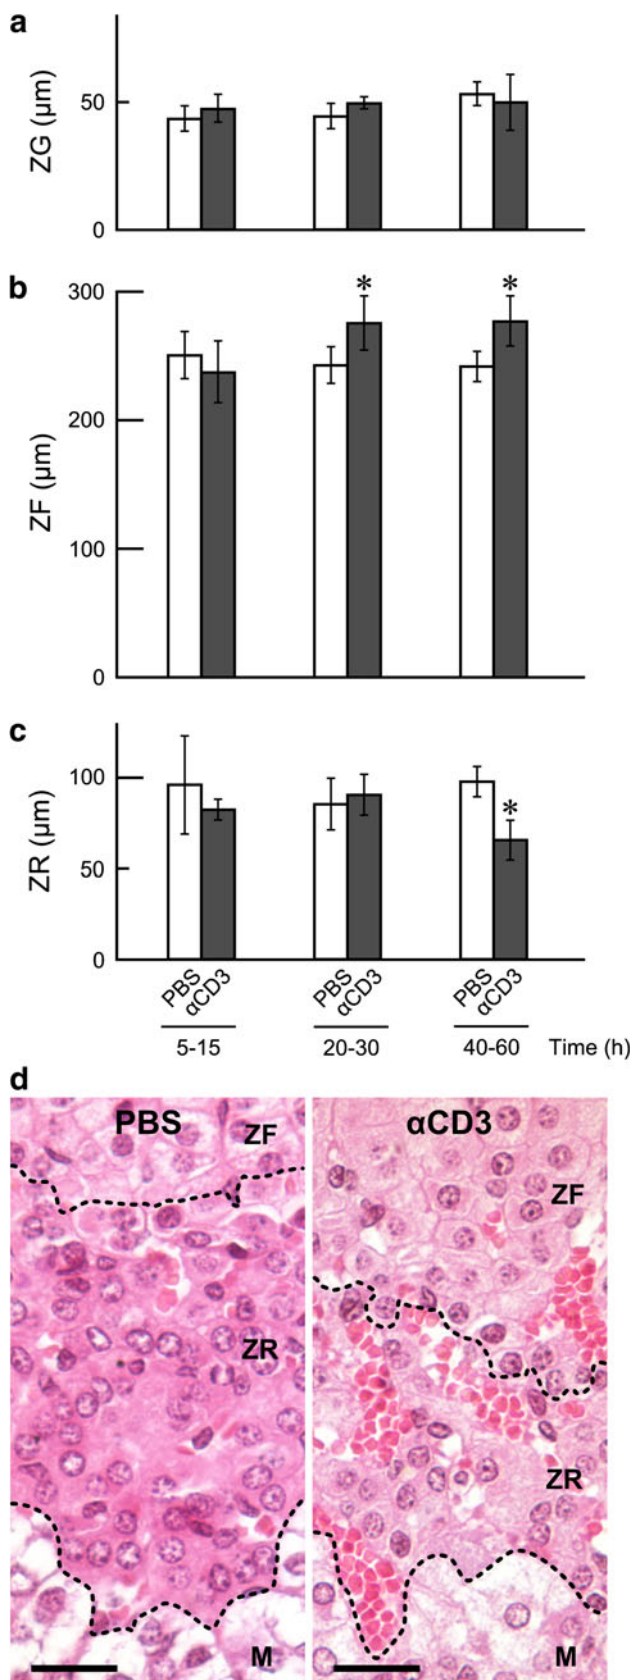 a
ZG (μm)
50
0
b
ZF (μm)
300
*
*
200
100
0
c
ZR (μm)
100
50
0
*
PBS
αCD3
PBS
αCD3
PBS
αCD3
5-15
20-30
40-60
Time (h)
d
PBS
ZF
ZR
M
αCD3
ZF
ZR
M